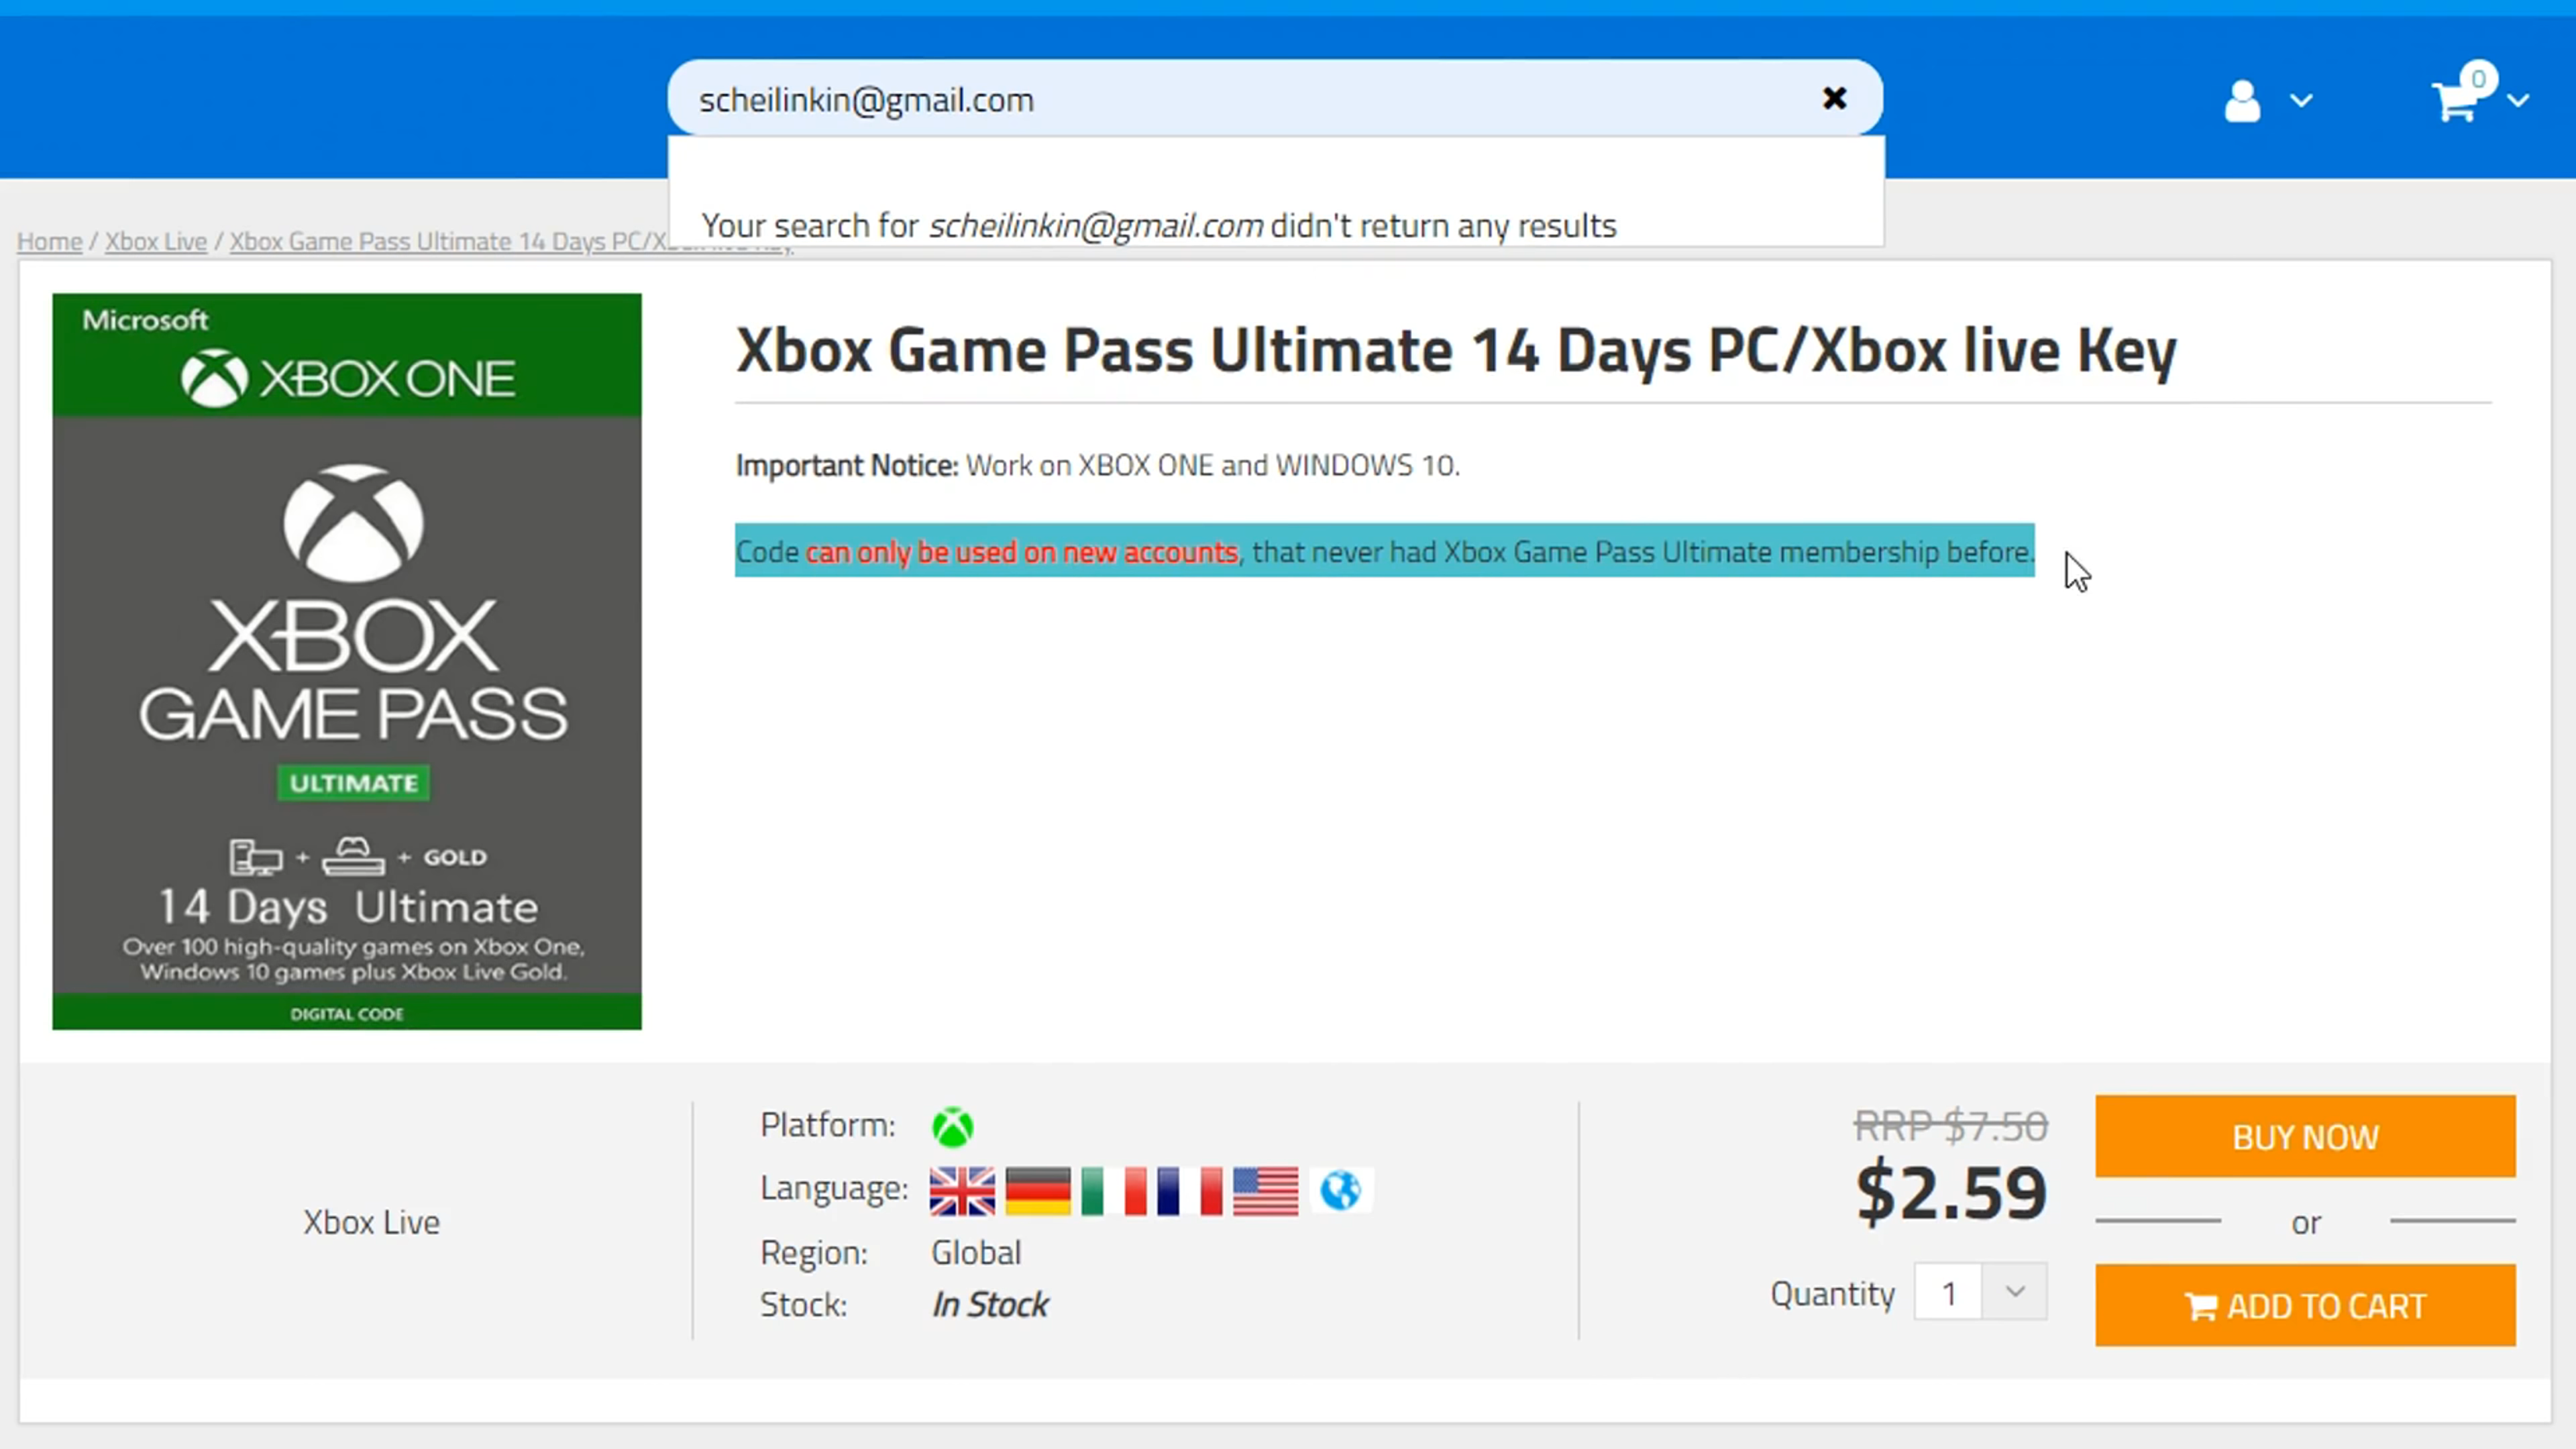 scheilinkin@gmail.com
0
Your search for scheilinkin@gmail.com didn't return any results
Home / Xbox Live / Xbox Game Pass Ultimate 14 Days PC/X
Microsoft
XBOX ONE
XBOX
GAME PASS
ULTIMATE
+ + GOLD
14 Days Ultimate
Over 100 high-quality games on Xbox One,
Windows 10 games plus Xbox Live Gold.
DIGITAL CODE
Xbox Game Pass Ultimate 14 Days PC/Xbox live Key
Important Notice: Work on XBOX ONE and WINDOWS 10.
Code can only be used on new accounts, that never had Xbox Game Pass Ultimate membership before.
Xbox Live
Platform:
Language:
Region: Global
Stock: In Stock
RRP $7.50
$2.59
Quantity 1
BUY NOW
or
ADD TO CART